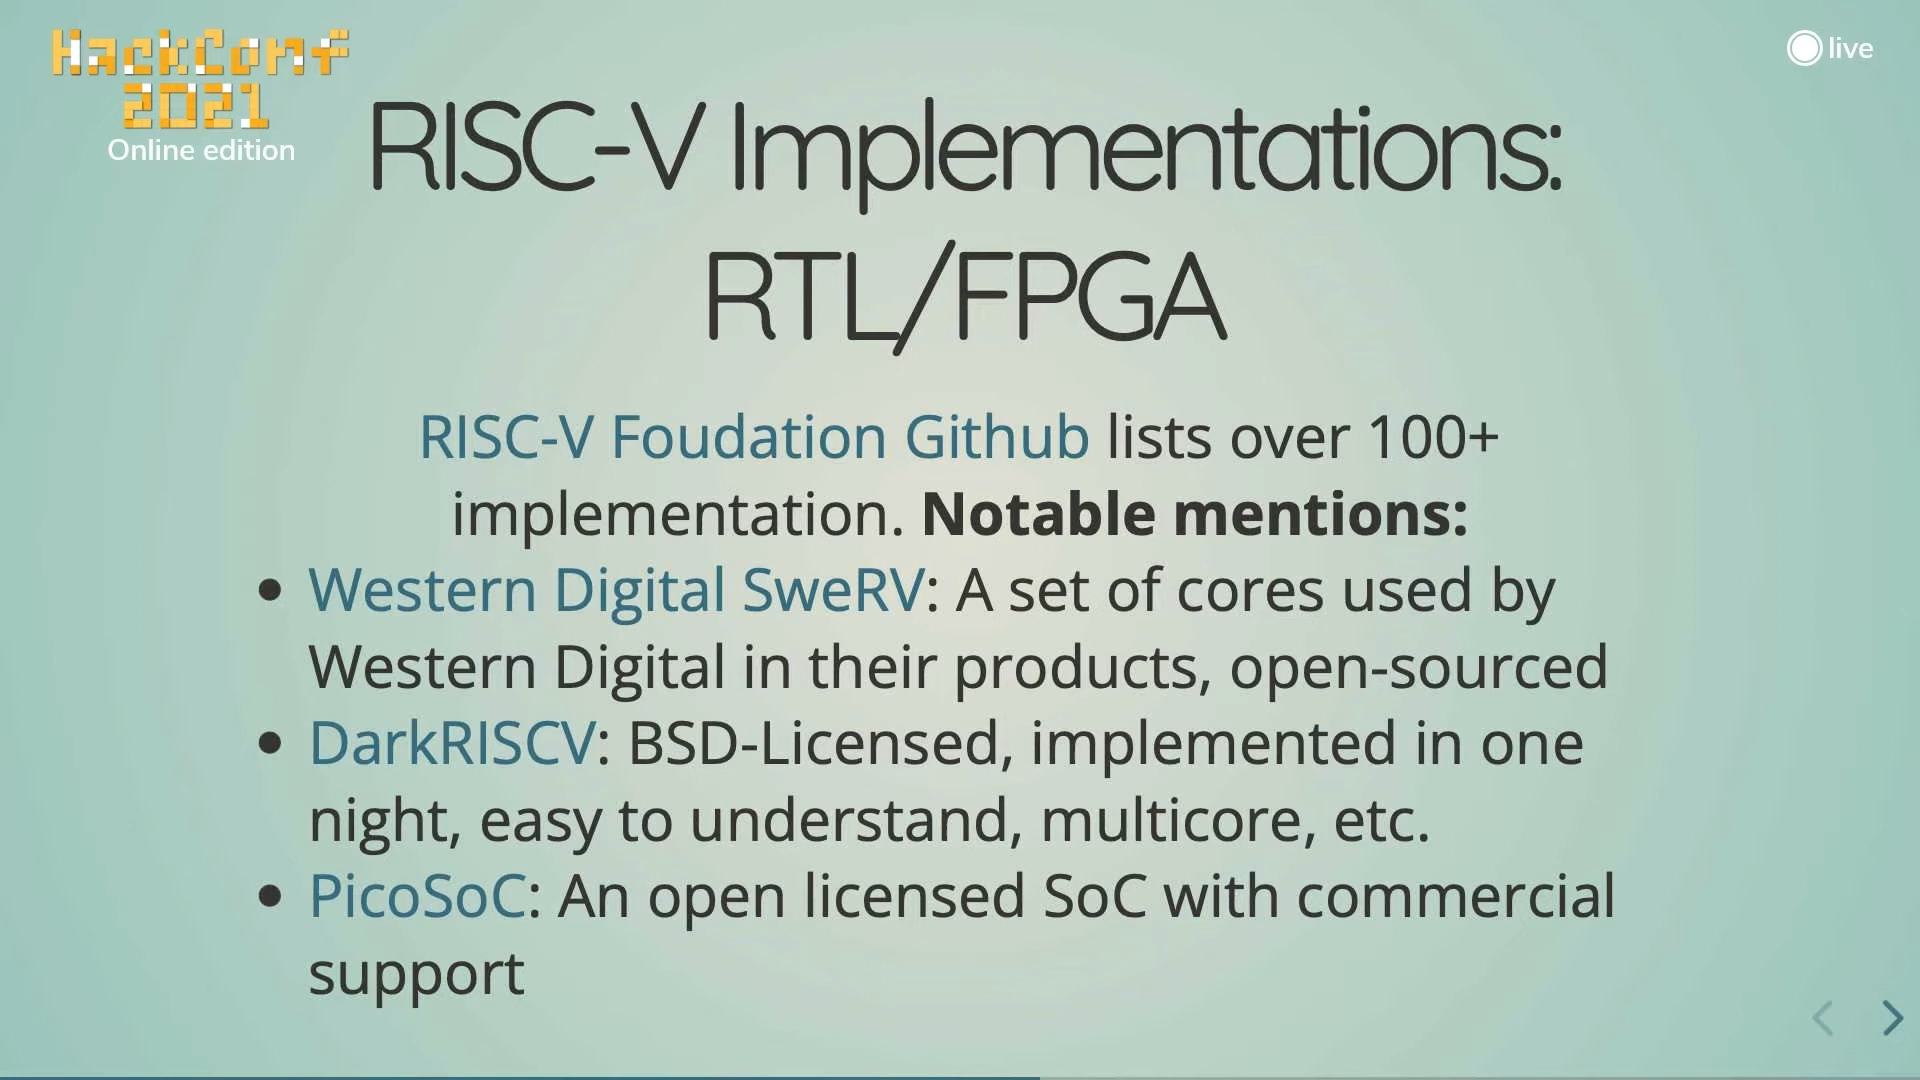 HackConf
2021
Online edition
live
RISC-V Implementations:
RTL/FPGA
RISC-V Foudation Github lists over 100+
implementation. Notable mentions:
• Western Digital SweRV: A set of cores used by
Western Digital in their products, open-sourced
• DarkRISCV: BSD-Licensed, implemented in one
night, easy to understand, multicore, etc.
• PicoSoC: An open licensed SoC with commercial
support